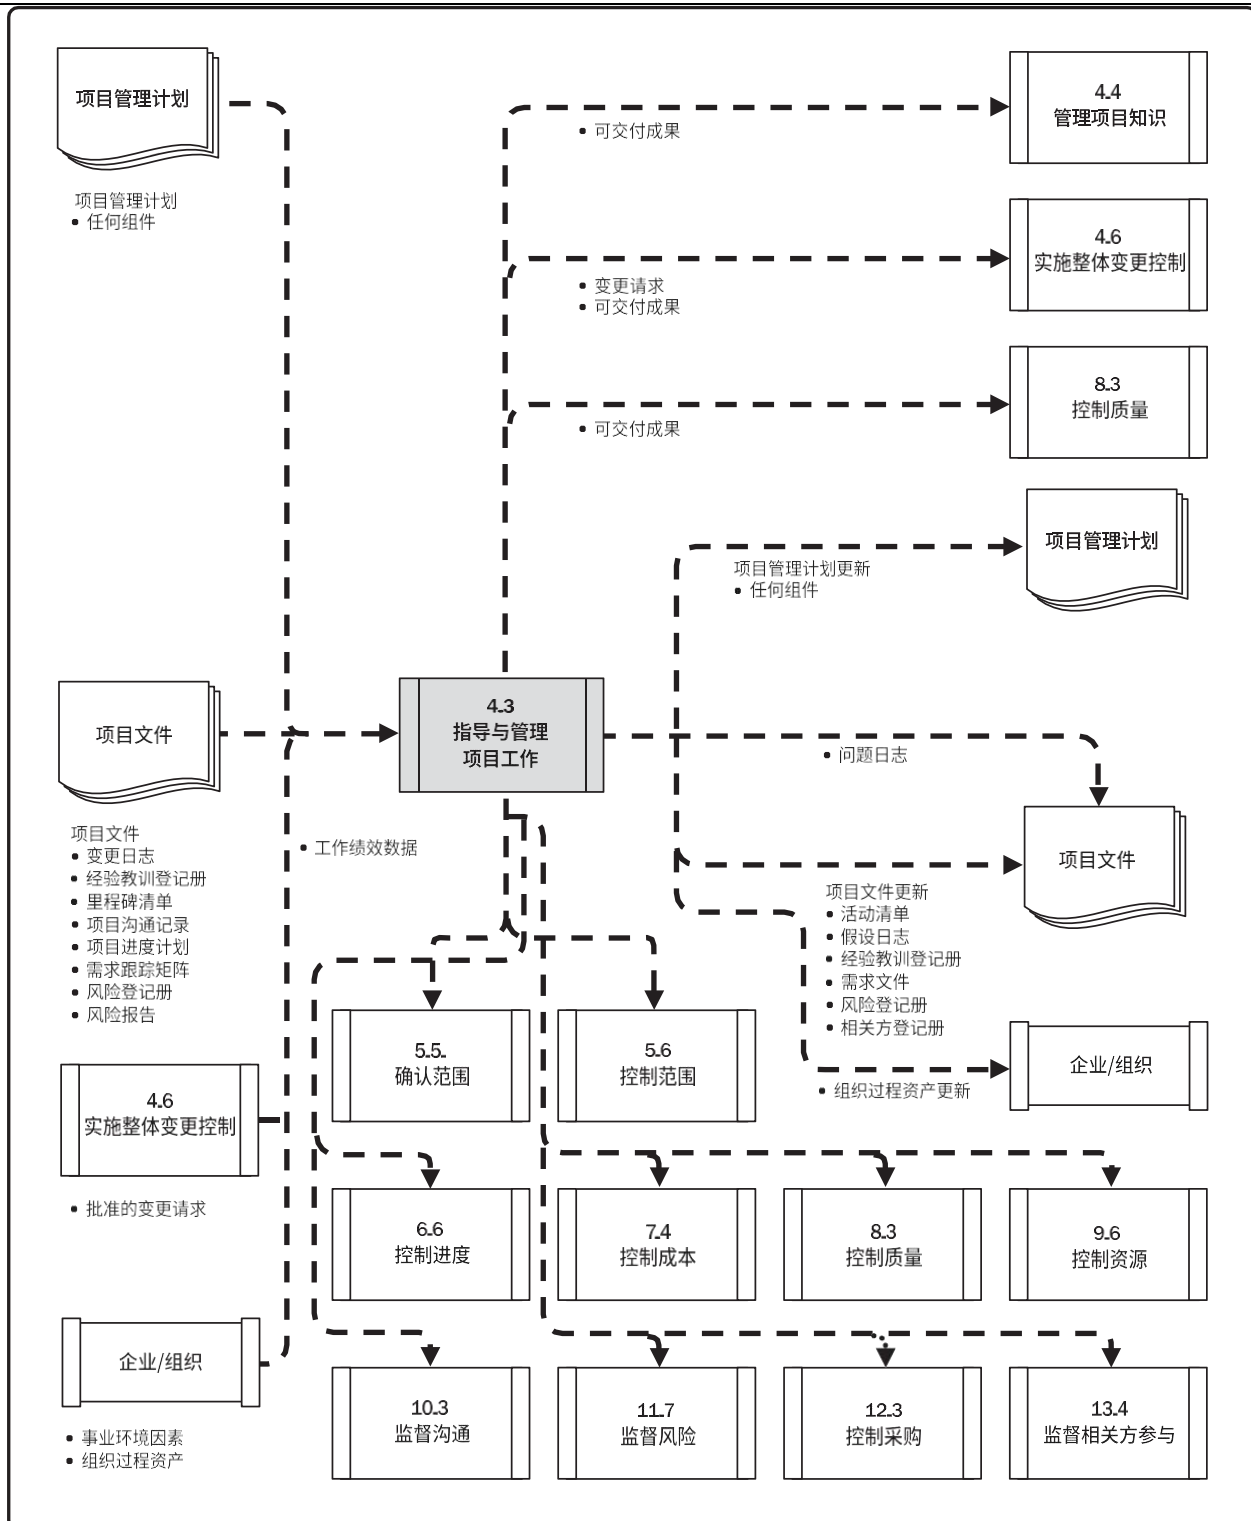 项目管理计划
项目管理计划
• 任何组件
• 可交付成果
4.4
管理项目知识
• 变更请求
• 可交付成果
4.6
实施整体变更控制
• 可交付成果
8.3
控制质量
项目管理计划更新
• 任何组件
项目管理计划
项目文件
4.3
指导与管理
项目工作
• 问题日志
项目文件
项目文件
• 变更日志
• 经验教训登记册
• 里程碑清单
• 项目沟通记录
• 项目进度计划
• 需求跟踪矩阵
• 风险登记册
• 风险报告
• 工作绩效数据
项目文件更新
• 活动清单
• 假设日志
• 经验教训登记册
• 需求文件
• 风险登记册
• 相关方登记册
4.6
实施整体变更控制
• 批准的变更请求
5.5.
确认范围
5.6
控制范围
企业/组织
• 组织过程资产更新
6.6
控制进度
7.4
控制成本
8.3
控制质量
9.6
控制资源
企业/组织
• 事业环境因素
• 组织过程资产
10.3
监督沟通
11.7
监督风险
12.3
控制采购
13.4
监督相关方参与